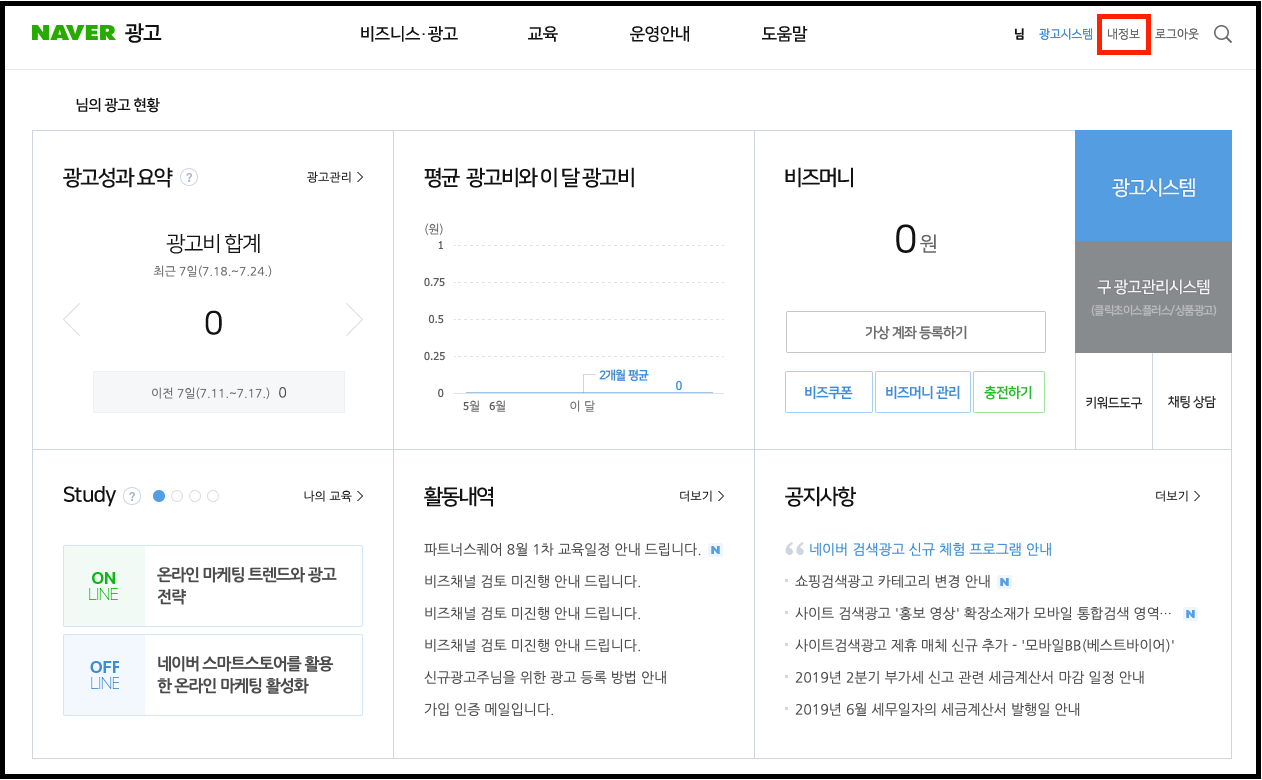 NAVER 광고
비즈니스·광고 교육 운영안내 도움말
님 광고시스템 내정보 로그아웃
님의 광고 현황
광고성과 요약 ? 광고관리 >
광고비 합계
최근 7일(7.18.~7.24.)
0
이전 7일(7.11.~7.17.) 0
평균 광고비와 이 달 광고비
(원)
1
0.75
0.5
0.25
0
2개월 평균
0
5월 6월 이 달
비즈머니
0원
가상 계좌 등록하기
비즈쿠폰 비즈머니 관리 충전하기
광고시스템
구 광고관리시스템
(클릭초이스플러스/상품광고)
키워드도구 채팅 상담
Study ? 나의 교육 >
ON
LINE
온라인 마케팅 트렌드와 광고
전략
OFF
LINE
네이버 스마트스토어를 활용
한 온라인 마케팅 활성화
활동내역 더보기 >
파트너스퀘어 8월 1차 교육일정 안내 드립니다. N
비즈채널 검토 미진행 안내 드립니다.
비즈채널 검토 미진행 안내 드립니다.
비즈채널 검토 미진행 안내 드립니다.
신규광고주님을 위한 광고 등록 방법 안내
가입 인증 메일입니다.
공지사항 더보기 >
네이버 검색광고 신규 체험 프로그램 안내
쇼핑검색광고 카테고리 변경 안내 N
사이트 검색광고 '홍보 영상' 확장소재가 모바일 통합검색 영역… N
사이트검색광고 제휴 매체 신규 추가 - '모바일BB(베스트바이어)'
2019년 2분기 부가세 신고 관련 세금계산서 마감 일정 안내
2019년 6월 세무일자의 세금계산서 발행일 안내